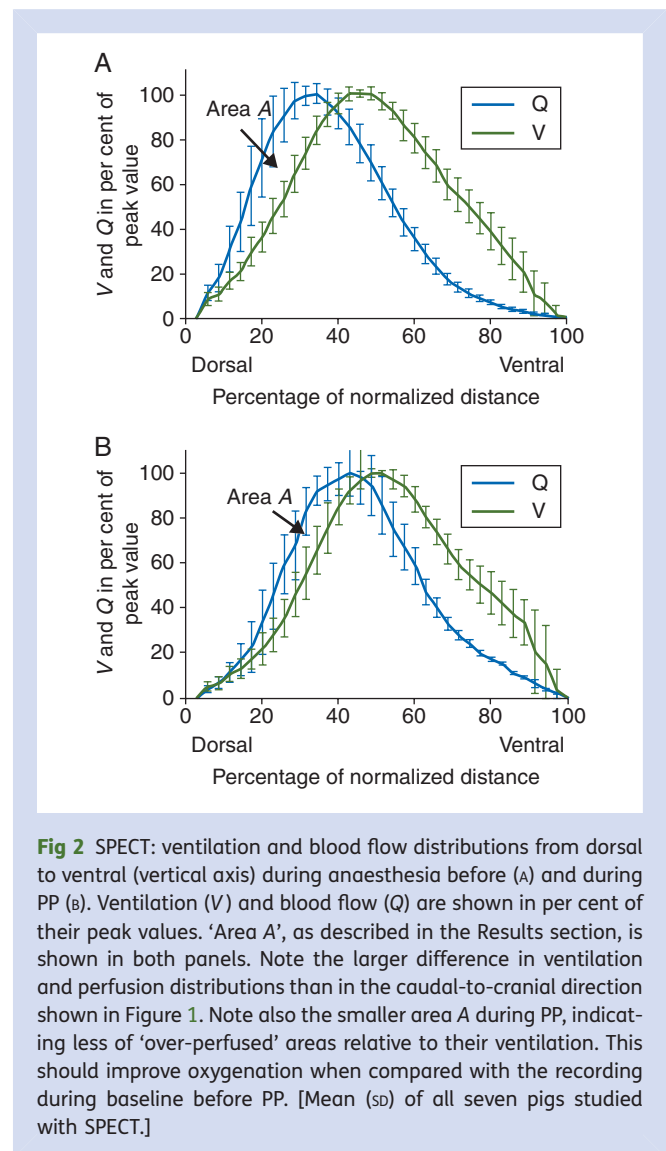 A
Area A
Q
V
V and Q in per cent of
peak value
100
80
60
40
20
0
0 20 40 60 80 100
Dorsal Ventral
Percentage of normalized distance
B
Area A
Q
V
V and Q in per cent of
peak value
100
80
60
40
20
0
0 20 40 60 80 100
Dorsal Ventral
Percentage of normalized distance
Fig 2 SPECT: ventilation and blood flow distributions from dorsal
to ventral (vertical axis) during anaesthesia before (A) and during
PP (B). Ventilation (V) and blood flow (Q) are shown in per cent of
their peak values. ‘Area A’, as described in the Results section, is
shown in both panels. Note the larger difference in ventilation
and perfusion distributions than in the caudal-to-cranial direction
shown in Figure 1. Note also the smaller area A during PP, indicat-
ing less of ‘over-perfused’ areas relative to their ventilation. This
should improve oxygenation when compared with the recording
during baseline before PP. [Mean (SD) of all seven pigs studied
with SPECT.]